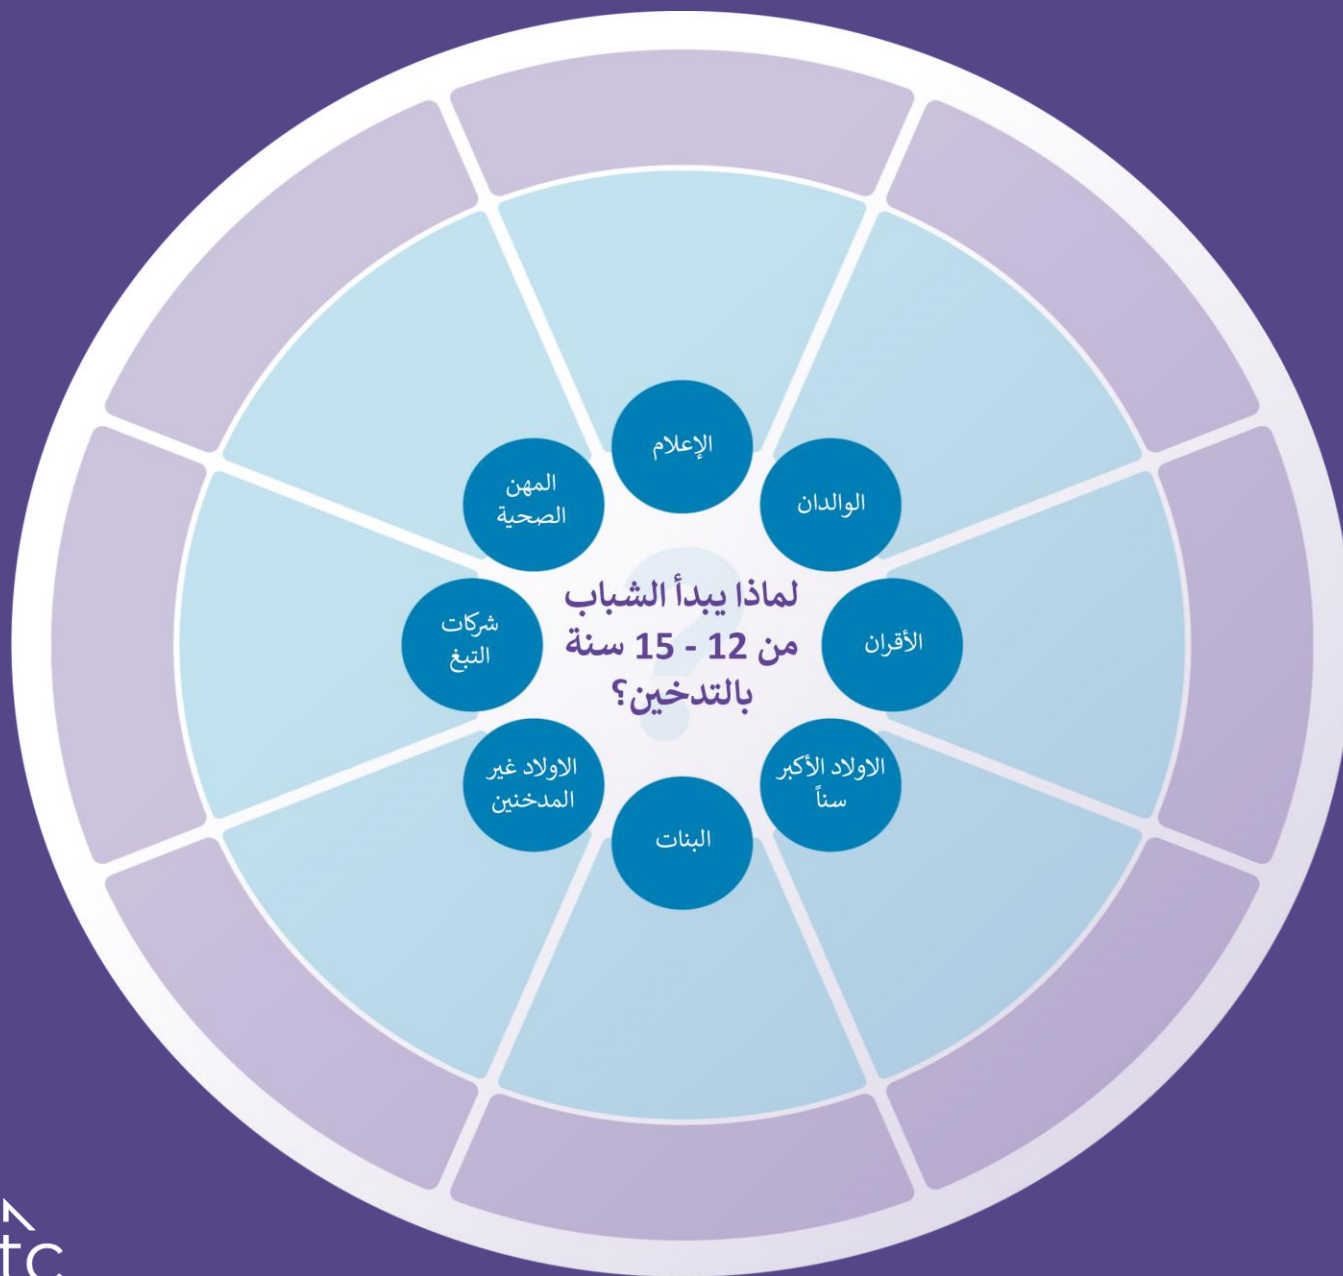 لماذا يبدأ الشباب
من 12 - 15 سنة
بالتدخين؟
الإعلام
الوالدان
الأقران
الاولاد الأكبر
سناً
البنات
الاولاد غير
المدخنين
شركات
التبغ
المهن
الصحية
tc